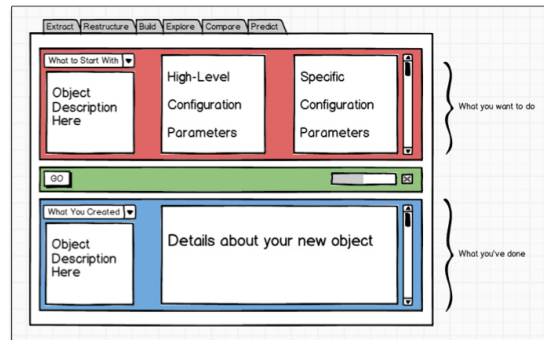 Extract Restructure Build Explore Compare Predict
What to Start With
Object
Description
Here
High-Level
Configuration
Parameters
Specific
Configuration
Parameters
What you want to do
GO
What You Created
Object
Description
Here
Details about your new object
What you've done